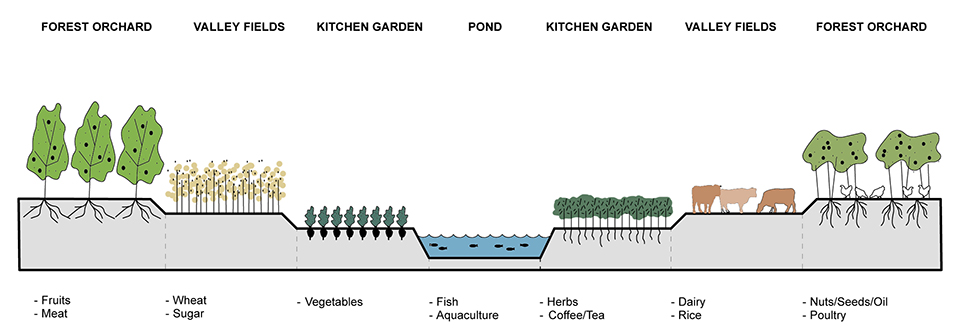 FOREST ORCHARD
VALLEY FIELDS
KITCHEN GARDEN
POND
KITCHEN GARDEN
VALLEY FIELDS
FOREST ORCHARD
- Fruits
- Meat
- Wheat
- Sugar
- Vegetables
- Fish
- Aquaculture
- Herbs
- Coffee/Tea
- Dairy
- Rice
- Nuts/Seeds/Oil
- Poultry